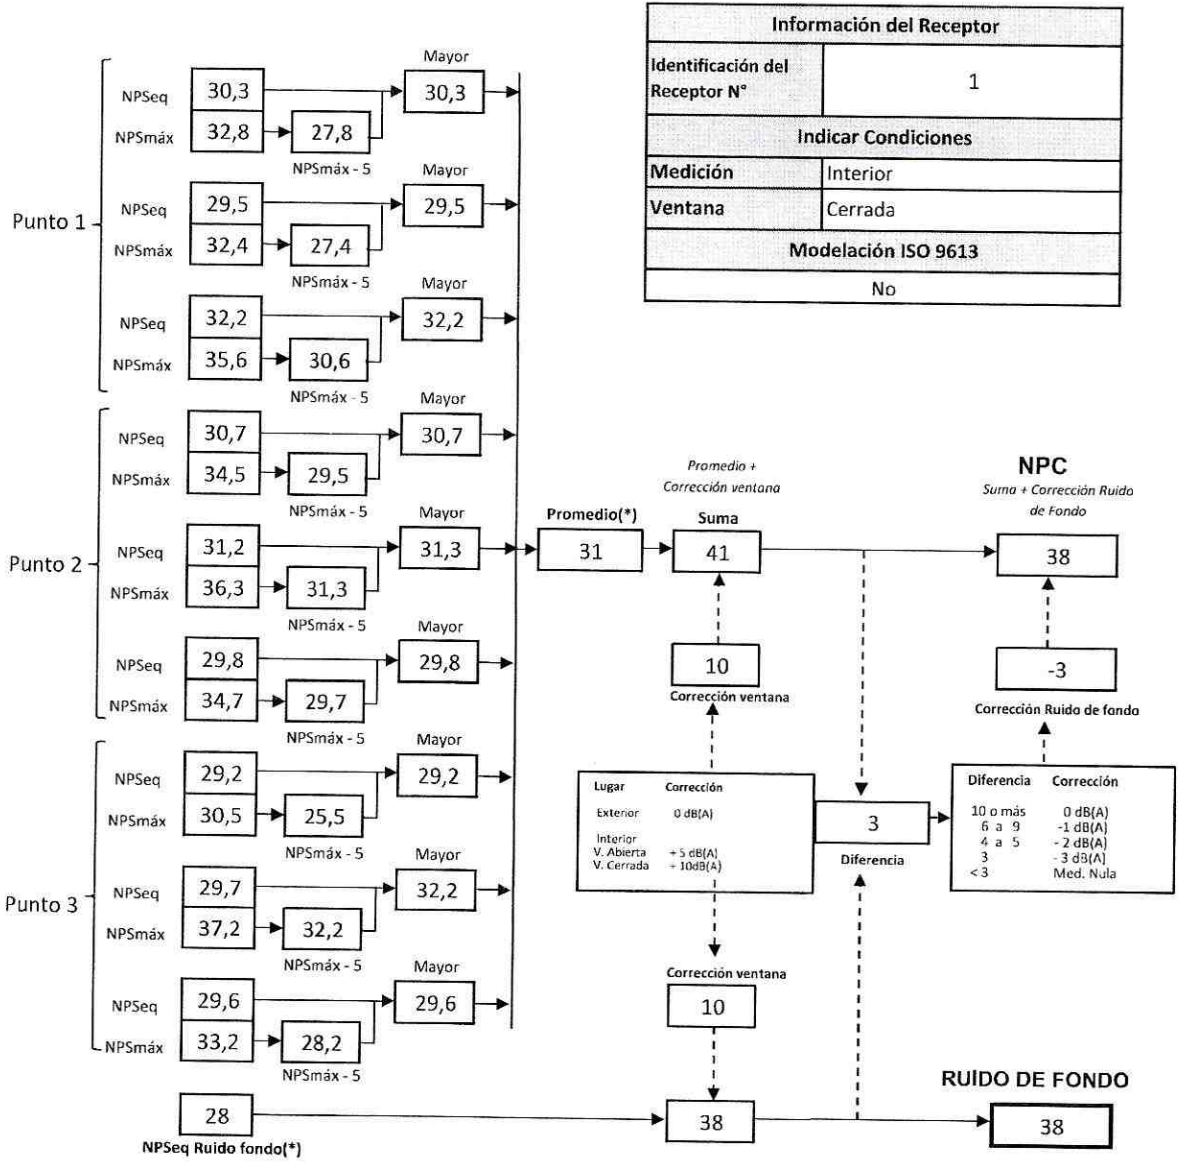 Información del Receptor
Identificación del
Receptor N°
1
Indicar Condiciones
Medición
Interior
Ventana
Cerrada
Modelación ISO 9613
No
Punto 1
Mayor
NPSeq
30,3
30,3
NPSmáx
32,8
27,8
NPSmáx - 5
Mayor
NPSeq
29,5
29,5
NPSmáx
32,4
27,4
NPSmáx - 5
Mayor
NPSeq
32,2
32,2
NPSmáx
35,6
30,6
NPSmáx - 5
Punto 2
Mayor
NPSeq
30,7
30,7
NPSmáx
34,5
29,5
NPSmáx - 5
Mayor
NPSeq
31,2
31,3
NPSmáx
36,3
31,3
NPSmáx - 5
Mayor
NPSeq
29,8
29,8
NPSmáx
34,7
29,7
NPSmáx - 5
Punto 3
Mayor
NPSeq
29,2
29,2
NPSmáx
30,5
25,5
NPSmáx - 5
Mayor
NPSeq
29,7
32,2
NPSmáx
37,2
32,2
NPSmáx - 5
Mayor
NPSeq
29,6
29,6
NPSmáx
33,2
28,2
NPSmáx - 5
Promedio(*)
31
Promedio +
Corrección ventana
Suma
41
NPC
Suma + Corrección Ruido
de Fondo
38
10
Corrección ventana
-3
Corrección Ruido de fondo
Lugar Corrección
Exterior 0 dB(A)
Interior
V. Abierta + 5 dB(A)
V. Cerrada + 10dB(A)
3
Diferencia
Diferencia Corrección
10 o más 0 dB(A)
6 a 9 -1 dB(A)
4 a 5 - 2 dB(A)
3 - 3 dB(A)
< 3 Med. Nula
Corrección ventana
10
28
NPSeq Ruido fondo(*)
38
RUIDO DE FONDO
38